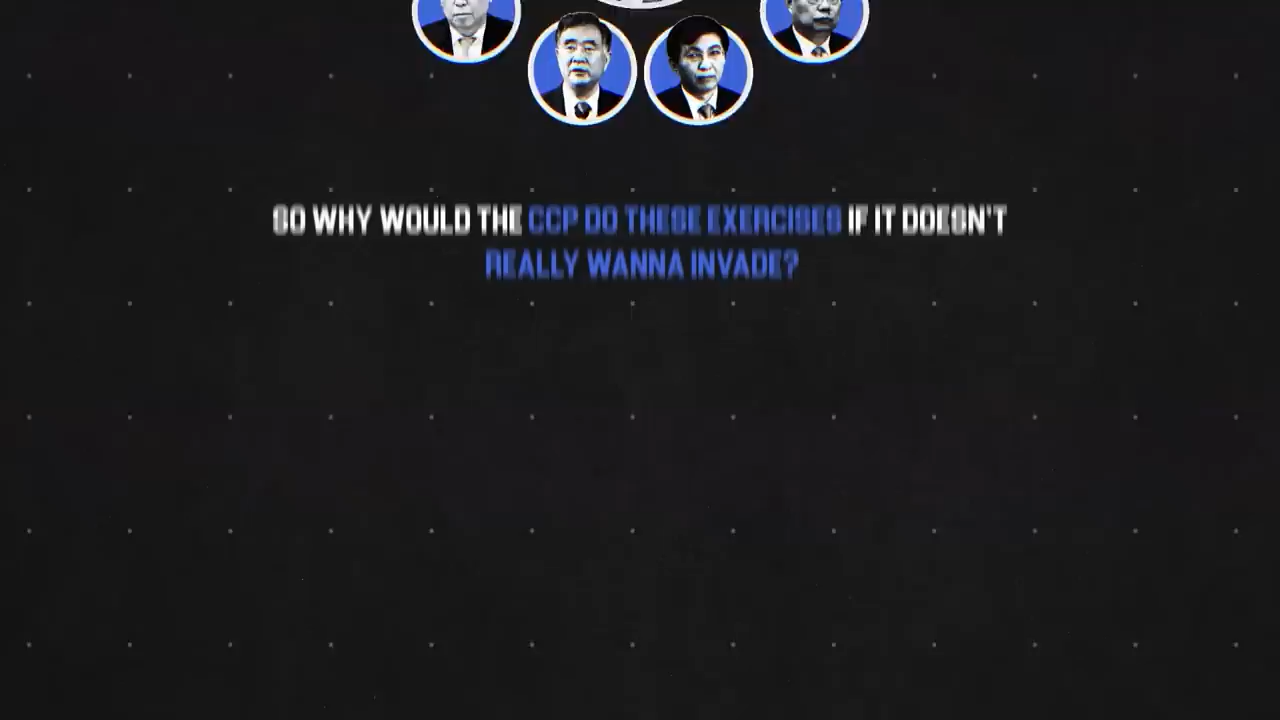 SO WHY WOULD THE CCP DO THESE EXERCISES IF IT DOESN'T
REALLY WANNA INVADE?